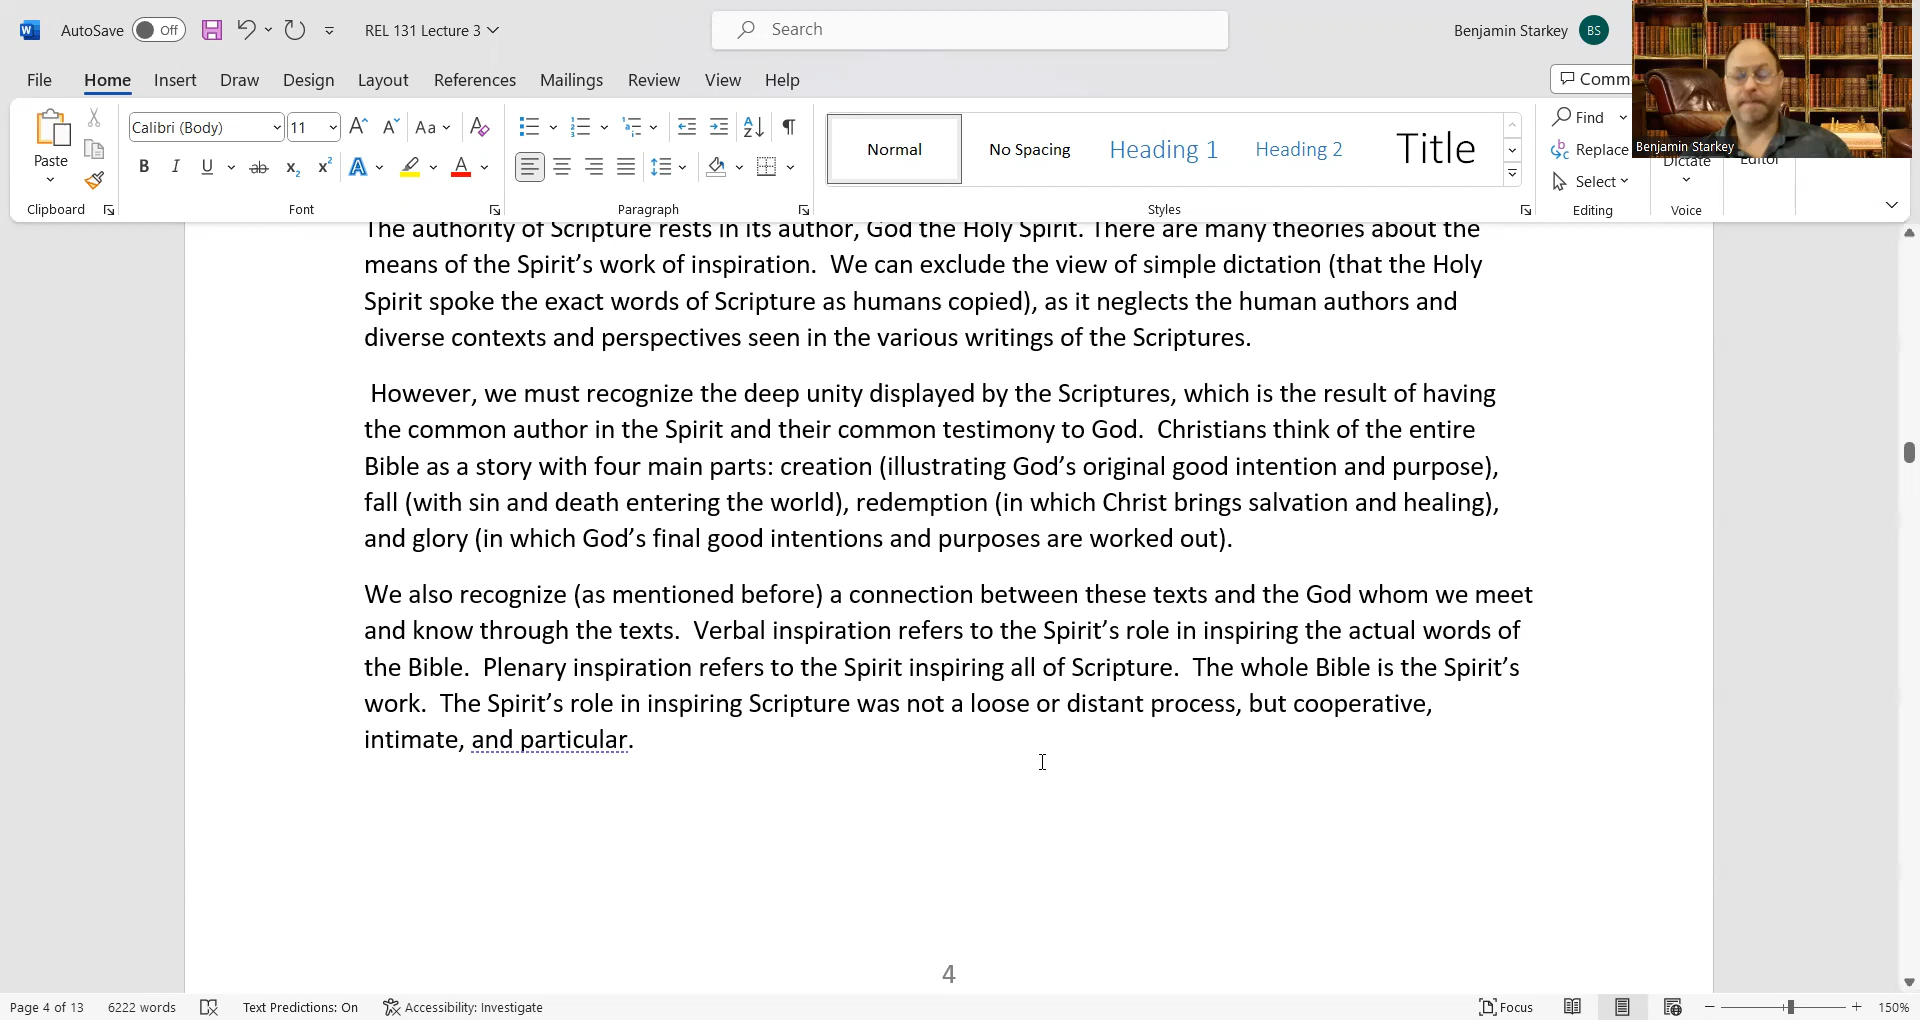 AutoSave Off REL 131 Lecture 3 Search Benjamin Starkey BS
File Home Insert Draw Design Layout References Mailings Review View Help Comm
Paste
Clipboard
Calibri (Body) 11
Aa
B I U ab x₂ x² A A
Font
Paragraph
Normal No Spacing Heading 1 Heading 2 Title
Styles
Find
Replace
Select
Editing
Dictate
Voice
Editor
Benjamin Starkey
The authority of Scripture rests in its author, God the Holy Spirit. There are many theories about the
means of the Spirit’s work of inspiration.  We can exclude the view of simple dictation (that the Holy
Spirit spoke the exact words of Scripture as humans copied), as it neglects the human authors and
diverse contexts and perspectives seen in the various writings of the Scriptures.
However, we must recognize the deep unity displayed by the Scriptures, which is the result of having
the common author in the Spirit and their common testimony to God.  Christians think of the entire
Bible as a story with four main parts: creation (illustrating God’s original good intention and purpose),
fall (with sin and death entering the world), redemption (in which Christ brings salvation and healing),
and glory (in which God’s final good intentions and purposes are worked out).
We also recognize (as mentioned before) a connection between these texts and the God whom we meet
and know through the texts.  Verbal inspiration refers to the Spirit’s role in inspiring the actual words of
the Bible.  Plenary inspiration refers to the Spirit inspiring all of Scripture.  The whole Bible is the Spirit’s
work.  The Spirit’s role in inspiring Scripture was not a loose or distant process, but cooperative,
intimate, and particular.
4
Page 4 of 13 6222 words Text Predictions: On Accessibility: Investigate Focus 150%